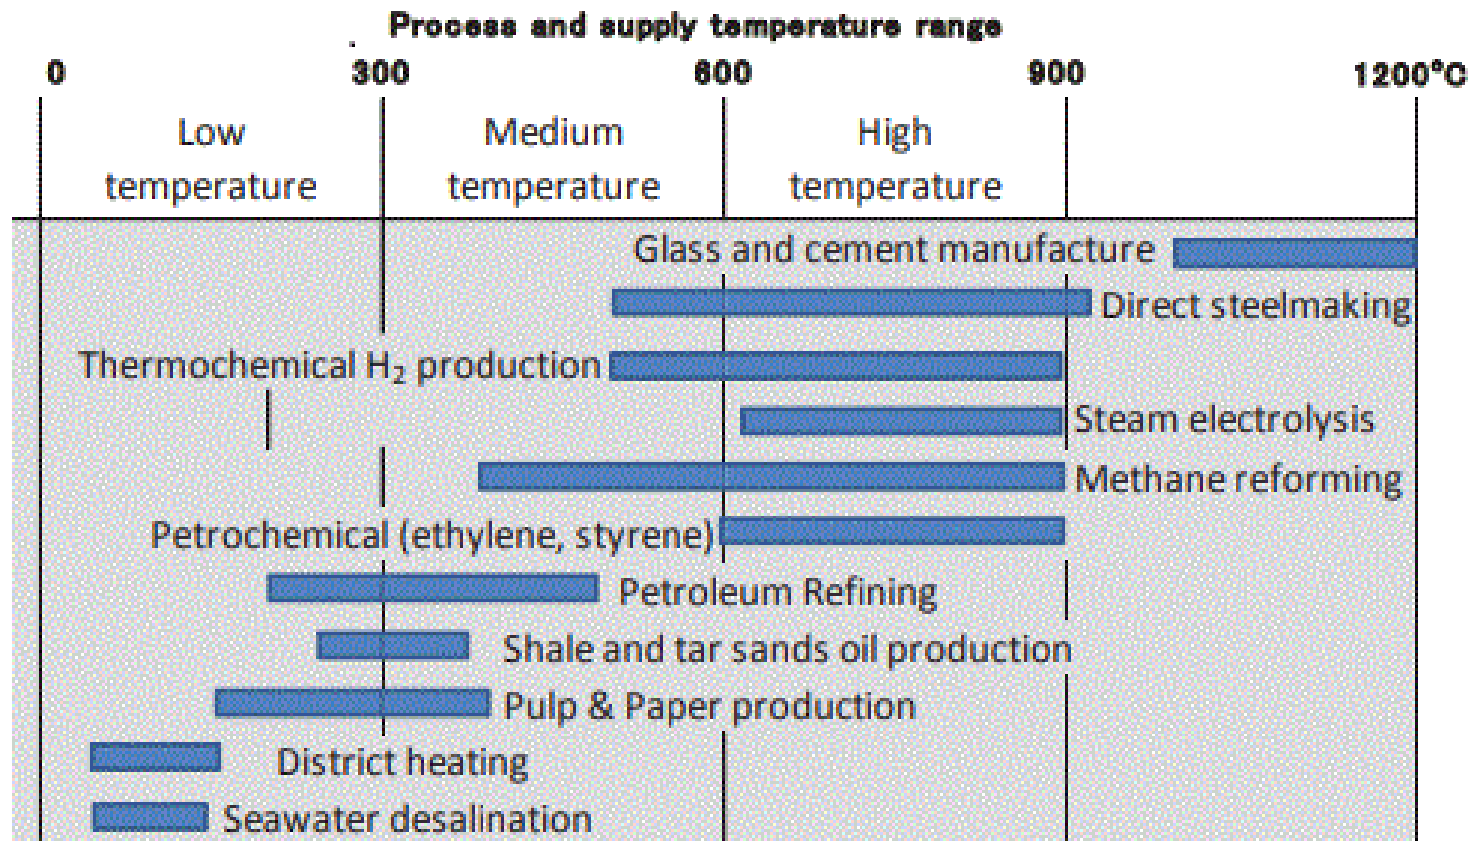 Process and supply temperature range
0 300 600 900 1200°C
Low temperature
Medium temperature
High temperature
Glass and cement manufacture
Direct steelmaking
Thermochemical H₂ production
Steam electrolysis
Methane reforming
Petrochemical (ethylene, styrene)
Petroleum Refining
Shale and tar sands oil production
Pulp & Paper production
District heating
Seawater desalination